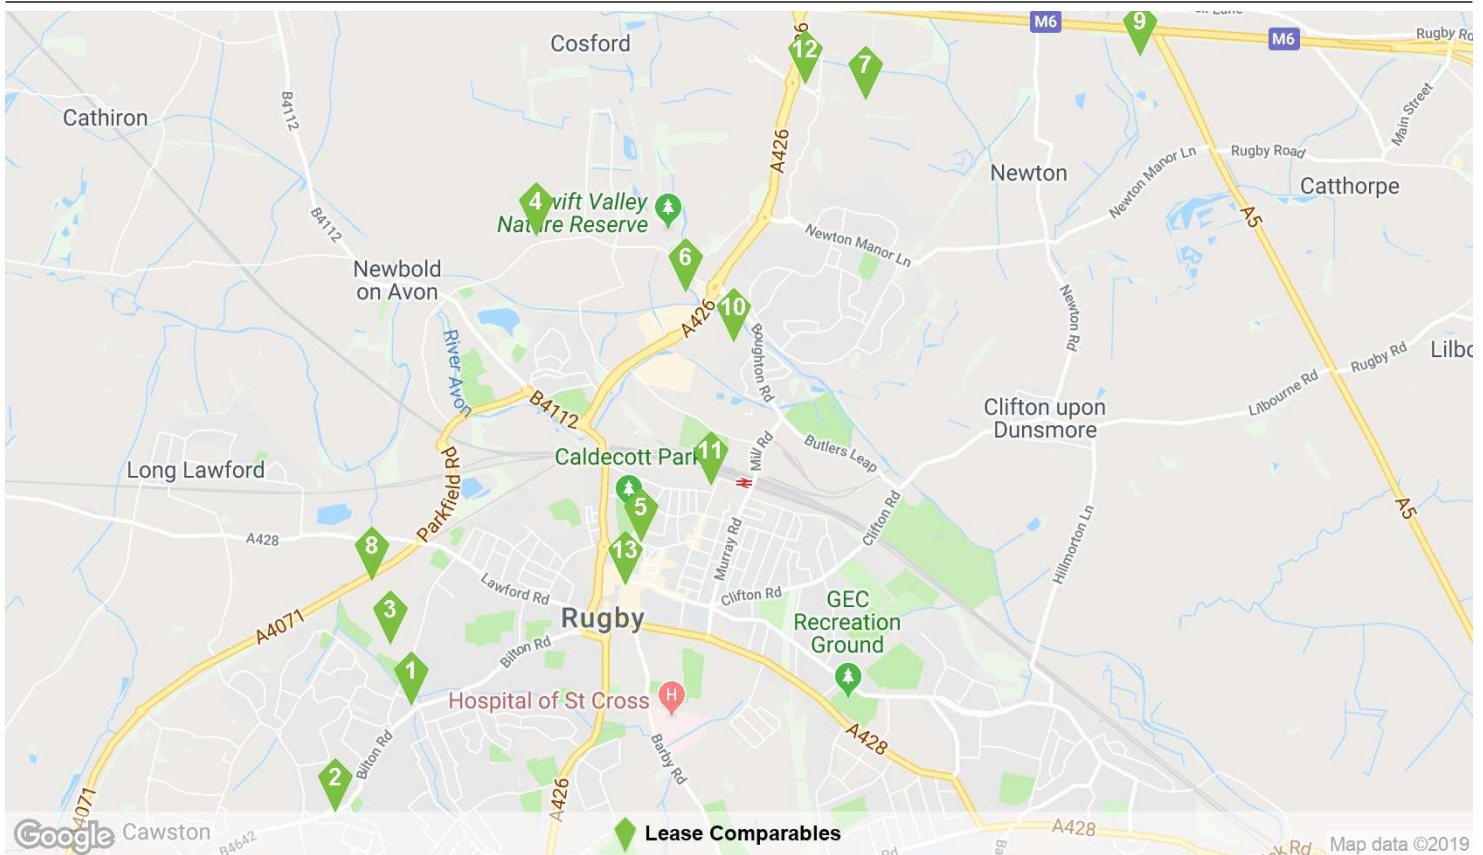 M6
9
Rugby Rd
M6
Cosford
12
7
B4112
Cathiron
A426
Main Street
Newton Manor Ln
Rugby Road
Newton
Catthorpe
4
wift Valley
Nature Reserve
B4112
A5
Newton Manor Ln
6
Newbold
on Avon
10
A426
Newton Rd
Boughton Rd
River Avon
Rugby Rd
Lilbo
B4112
Lilbourne Rd
Clifton upon
Dunsmore
Mill Rd
Butlers Leap
11
Caldecott Park
Long Lawford
Parkfield Rd
5
Clifton Rd
A5
A428
8
13
Murray Rd
Hillmorton Ln
Lawford Rd
Clifton Rd
3
GEC
Recreation
Ground
Rugby
A4071
Bilton Rd
1
Hospital of St Cross
H
Bilton Rd
Barby Rd
A428
2
A4071
A426
Google
Cawston
B4642
Lease Comparables
A428
Map data ©2019